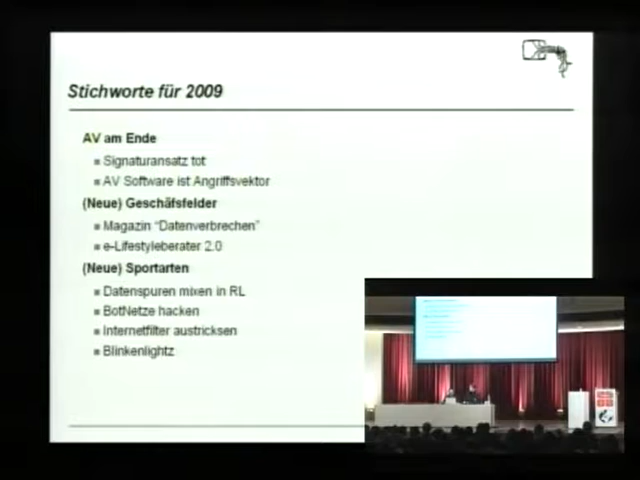 Stichworte für 2009
AV am Ende
Signaturansatz tot
AV Software ist Angriffsvektor
(Neue) Geschäfsfelder
Magazin "Datenverbrechen"
e-Lifestyleberater 2.0
(Neue) Sportarten
Datenspuren mixen in RL
BotNetze hacken
Internetfilter austricksen
Blinkenlightz